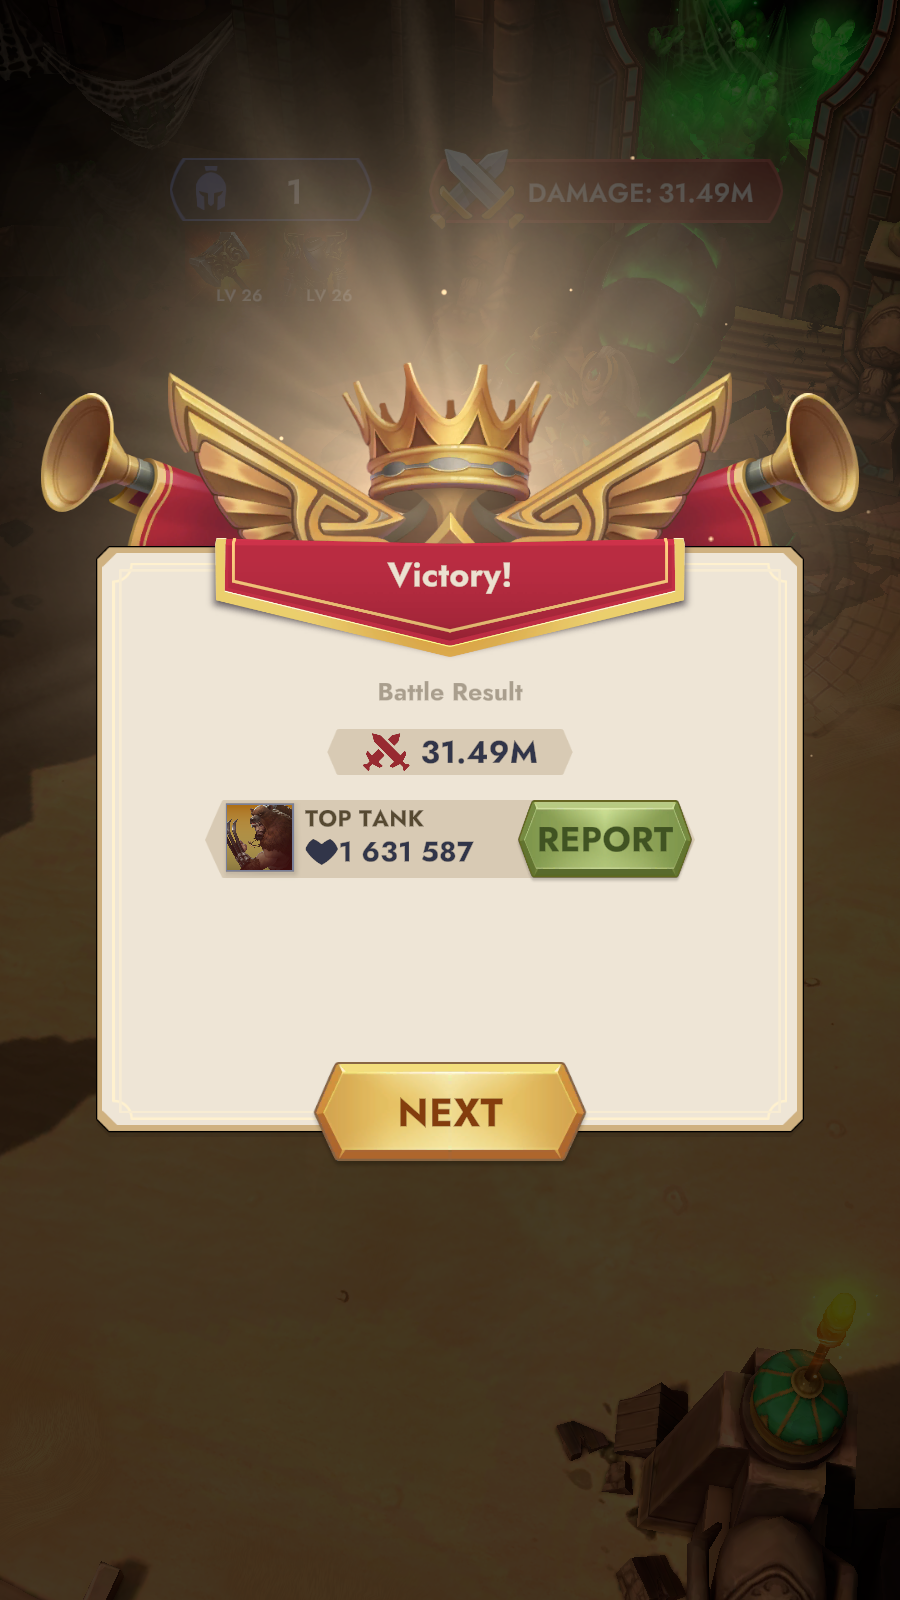 1
DAMAGE: 31.49M
LV 26 LV 26
Victory!
Battle Result
31.49M
TOP TANK
1 631 587
REPORT
NEXT